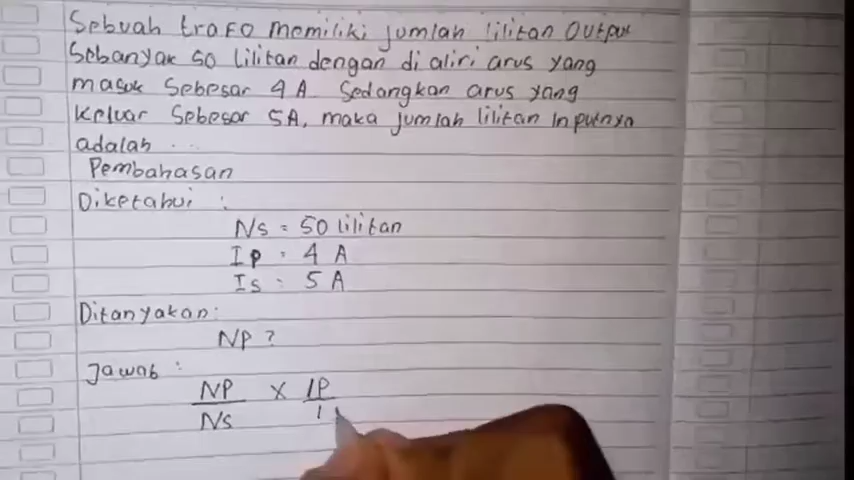 Sebuah trafo memiliki jumlah lilitan Output
Sebanyak 50 lilitan dengan di aliri arus yang
masuk Sebesar 4 A Sedangkan arus yang
Keluar Sebesar 5A, maka jumlah lilitan inputnya
adalah ...
Pembahasan
Diketahui :
Ns = 50 lilitan
Ip = 4 A
Is = 5 A
Ditanyakan:
NP ?
Jawab :
NP x IP
Ns I